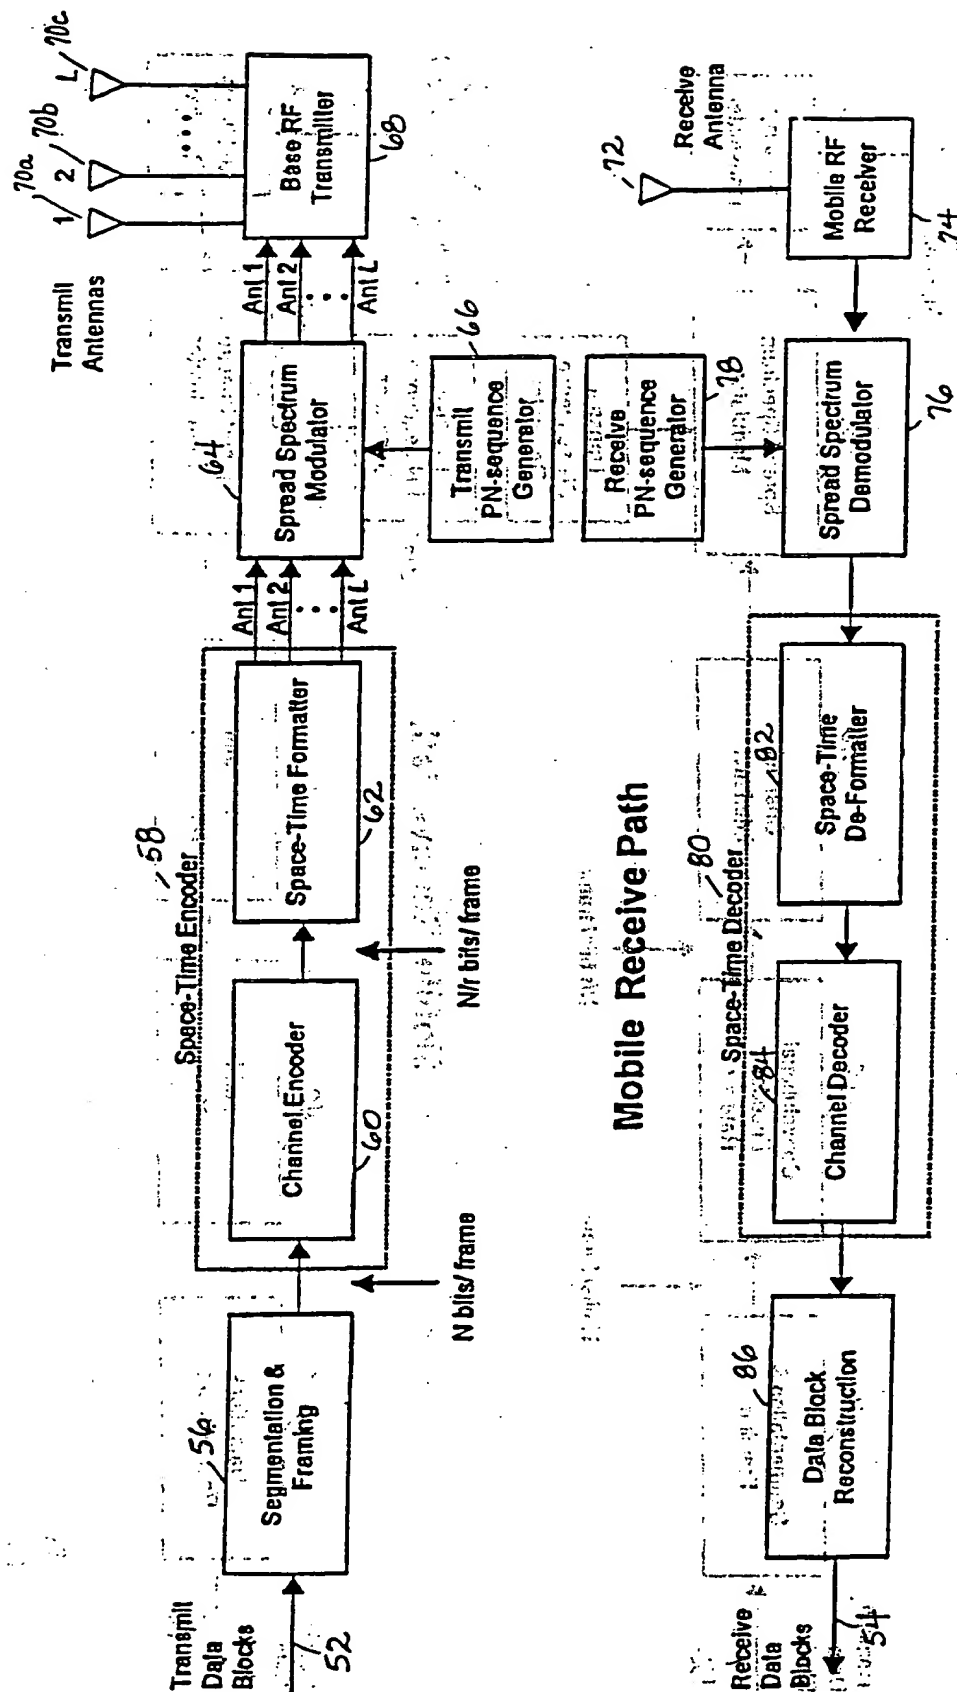 Transmit
Data
Blocks
52
56
Segmentation &
Framing
N bits/frame
58
Space-Time Encoder
Channel Encoder
60
N/r bits/frame
Space-Time Formatter
62
Ant 1
Ant 2
Ant L
64
Spread Spectrum
Modulator
Transmit
PN-sequence
Generator
66
Ant 1
Ant 2
Ant L
Base RF
Transmitter
68
Transmit
Antennas
1
70a
2
70b
L
70c
Mobile Receive Path
Receive
Data
Blocks
54
86
Data Block
Reconstruction
80
Space-Time Decoder
84
Channel Decoder
82
Space-Time
De-Formatter
Receive
PN-sequence
Generator
78
Spread Spectrum
Demodulator
76
72
Receive
Antenna
Mobile RF
Receiver
74